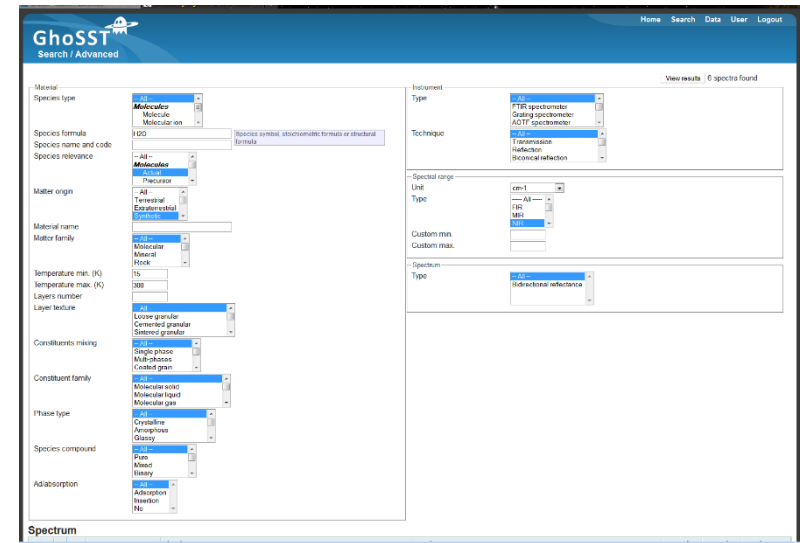 Home Search Data User Logout
GhoSST
Search / Advanced
View results 6 spectra found
Material
Species type
-- All --
Molecules
Molecule
Molecular ion
Species formula
H2O
Species symbol, stoichiometric formula or structural
formula
Species name and code
Species relevance
-- All --
Molecules
Actual
Precursor
Matter origin
-- All --
Terrestrial
Extraterrestrial
Synthetic
Material name
Matter family
-- All --
Molecular
Mineral
Rock
Temperature min. (K)
15
Temperature max. (K)
300
Layers number
Layer texture
-- All --
Loose granular
Cemented granular
Sintered granular
Constituents mixing
-- All --
Single phase
Multi-phases
Coated grain
Constituent family
-- All --
Molecular solid
Molecular liquid
Molecular gas
Phase type
-- All --
Crystalline
Amorphous
Glassy
Species compound
-- All --
Pure
Mixed
Binary
Ad/absorption
-- All --
Adsorption
Insertion
No
Instrument
Type
-- All --
FTIR spectrometer
Grating spectrometer
AOTF spectrometer
Technique
-- All --
Transmission
Reflection
Biconical reflection
Spectral range
Unit
cm-1
Type
---- All ----
FIR
MIR
NIR
Custom min.
Custom max.
Spectrum
Type
-- All --
Bidirectional reflectance
Spectrum